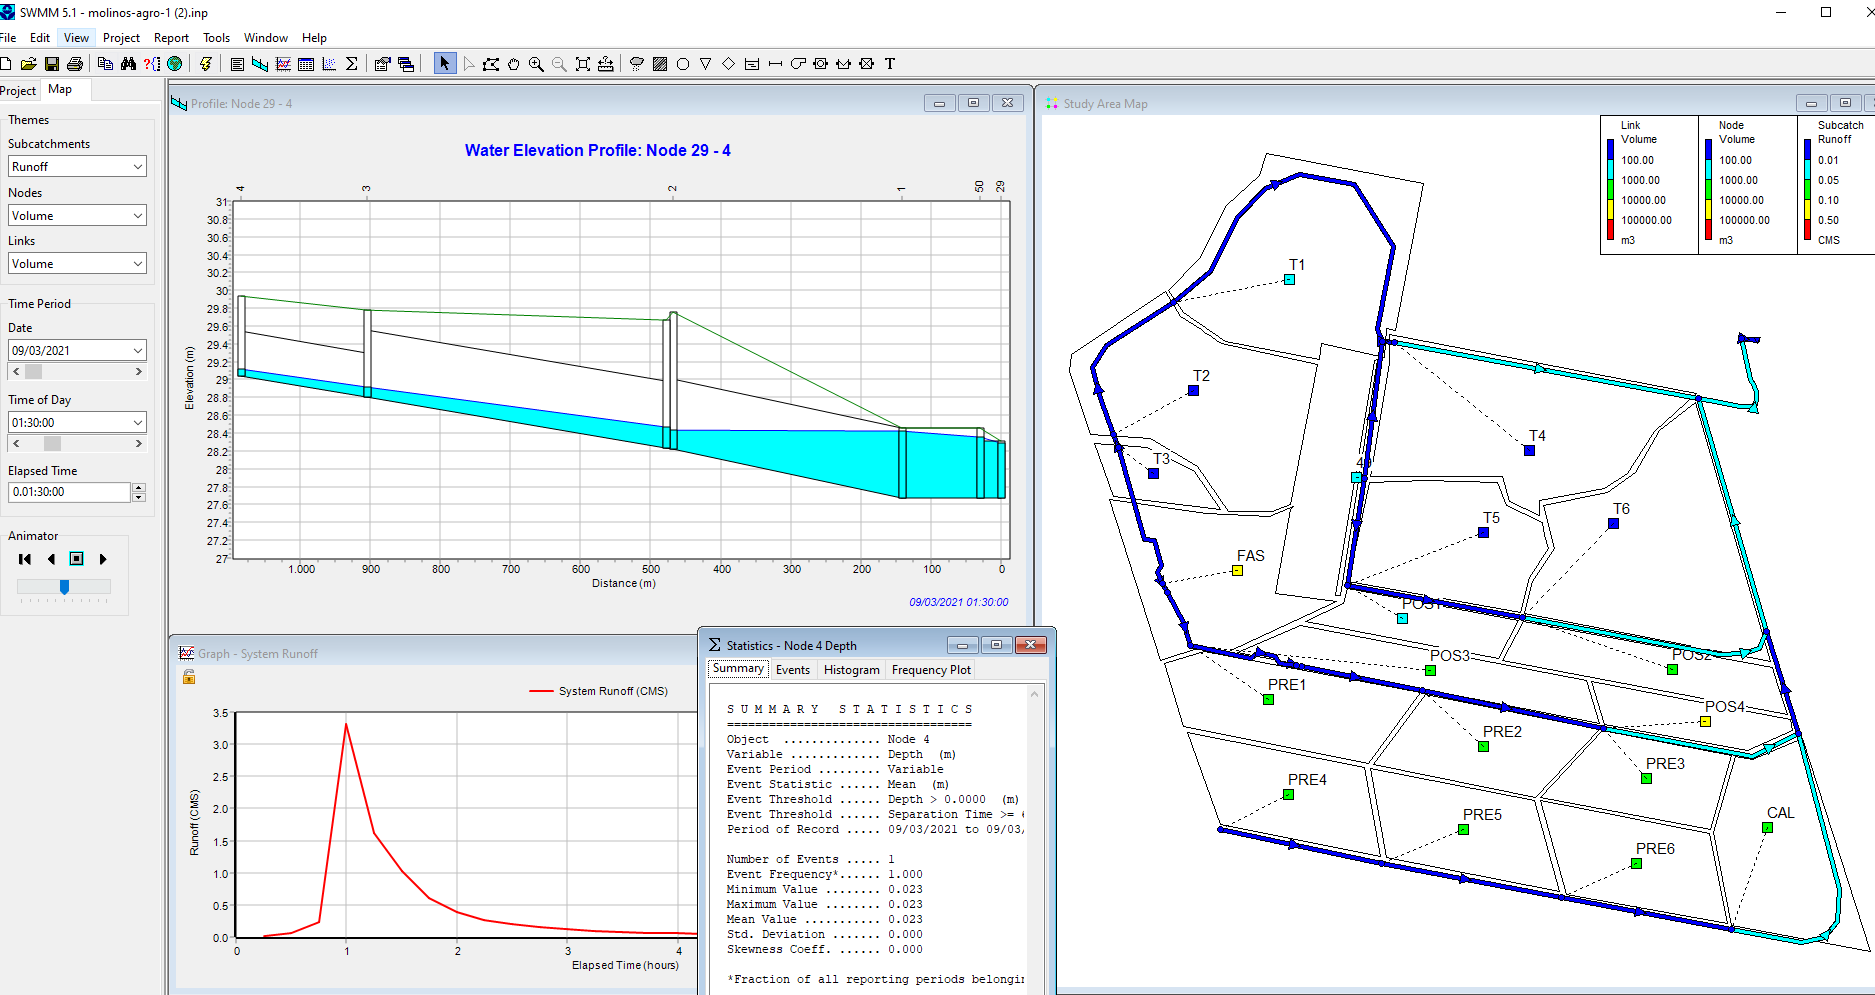 SWMM 5.1 - molinos-agro-1 (2).inp
File Edit View Project Report Tools Window Help
Project Map
Themes
Subcatchments
Runoff
Nodes
Volume
Links
Volume
Time Period
Date
09/03/2021
Time of Day
01:30:00
Elapsed Time
0.01:30:00
Animator
Profile: Node 29 - 4
Water Elevation Profile: Node 29 - 4
4 3 2 1 50 29
31
30.8
30.6
30.4
30.2
30
29.8
29.6
29.4
29.2
29
28.8
28.6
28.4
28.2
28
27.8
27.6
27.4
27.2
27
Elevation (m)
1.000 900 800 700 600 500 400 300 200 100 0
Distance (m)
09/03/2021 01:30:00
Graph - System Runoff
System Runoff (CMS)
3.5
3.0
2.5
2.0
1.5
1.0
0.5
0.0
Runoff (CMS)
0 1 2 3 4
Elapsed Time (hours)
Statistics - Node 4 Depth
Summary Events Histogram Frequency Plot
S U M M A R Y   S T A T I S T I C S
===================================
Object .............. Node 4
Variable ............ Depth (m)
Event Period ........ Variable
Event Statistic ..... Mean (m)
Event Threshold ..... Depth > 0.0000 (m)
Event Threshold ..... Separation Time >=
Period of Record .... 09/03/2021 to 09/03/
Number of Events .... 1
Event Frequency*..... 1.000
Minimum Value ....... 0.023
Maximum Value ....... 0.023
Mean Value .......... 0.023
Std. Deviation ...... 0.000
Skewness Coeff. ..... 0.000
*Fraction of all reporting periods belongin
Study Area Map
Link
Volume
100.00
1000.00
10000.00
100000.00
m3
Node
Volume
100.00
1000.00
10000.00
100000.00
m3
Subcatch
Runoff
0.01
0.05
0.10
0.50
CMS
T1
T2
T3
T4
T5
T6
FAS
POS2
POS3
POS4
PRE1
PRE2
PRE3
PRE4
PRE5
PRE6
CAL